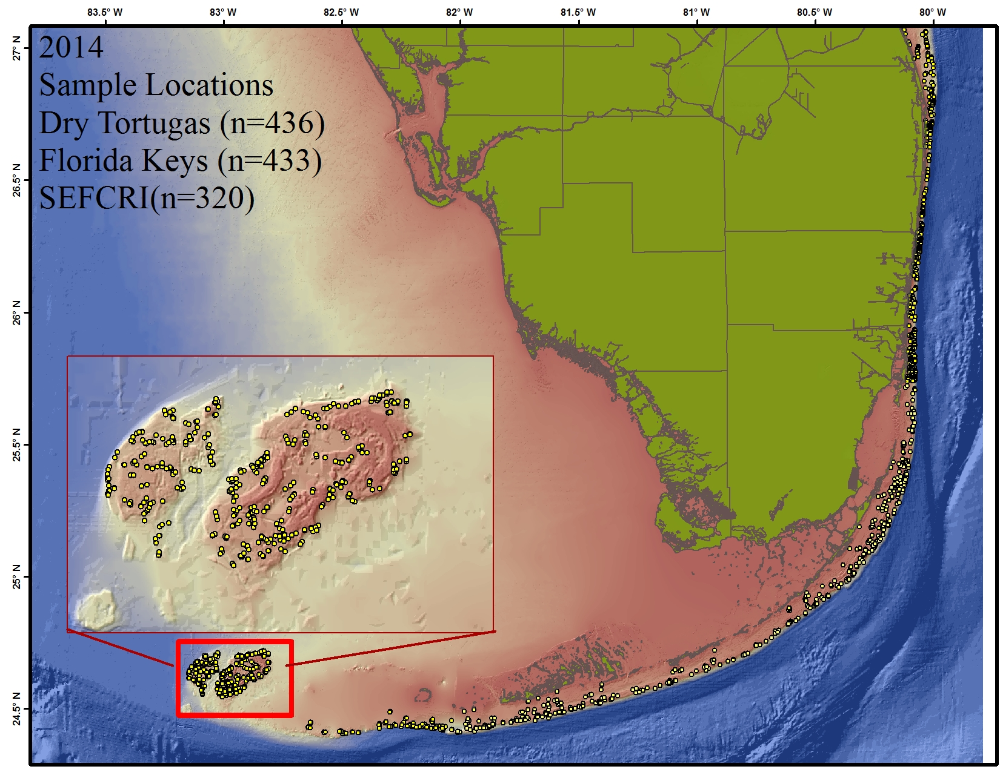 83.5° W 83° W 82.5° W 82° W 81.5° W 81° W 80.5° W 80° W
2014
Sample Locations
Dry Tortugas (n=436)
Florida Keys (n=433)
SEFCRI(n=320)
27° N
26.5° N
26° N
25.5° N
25° N
24.5° N